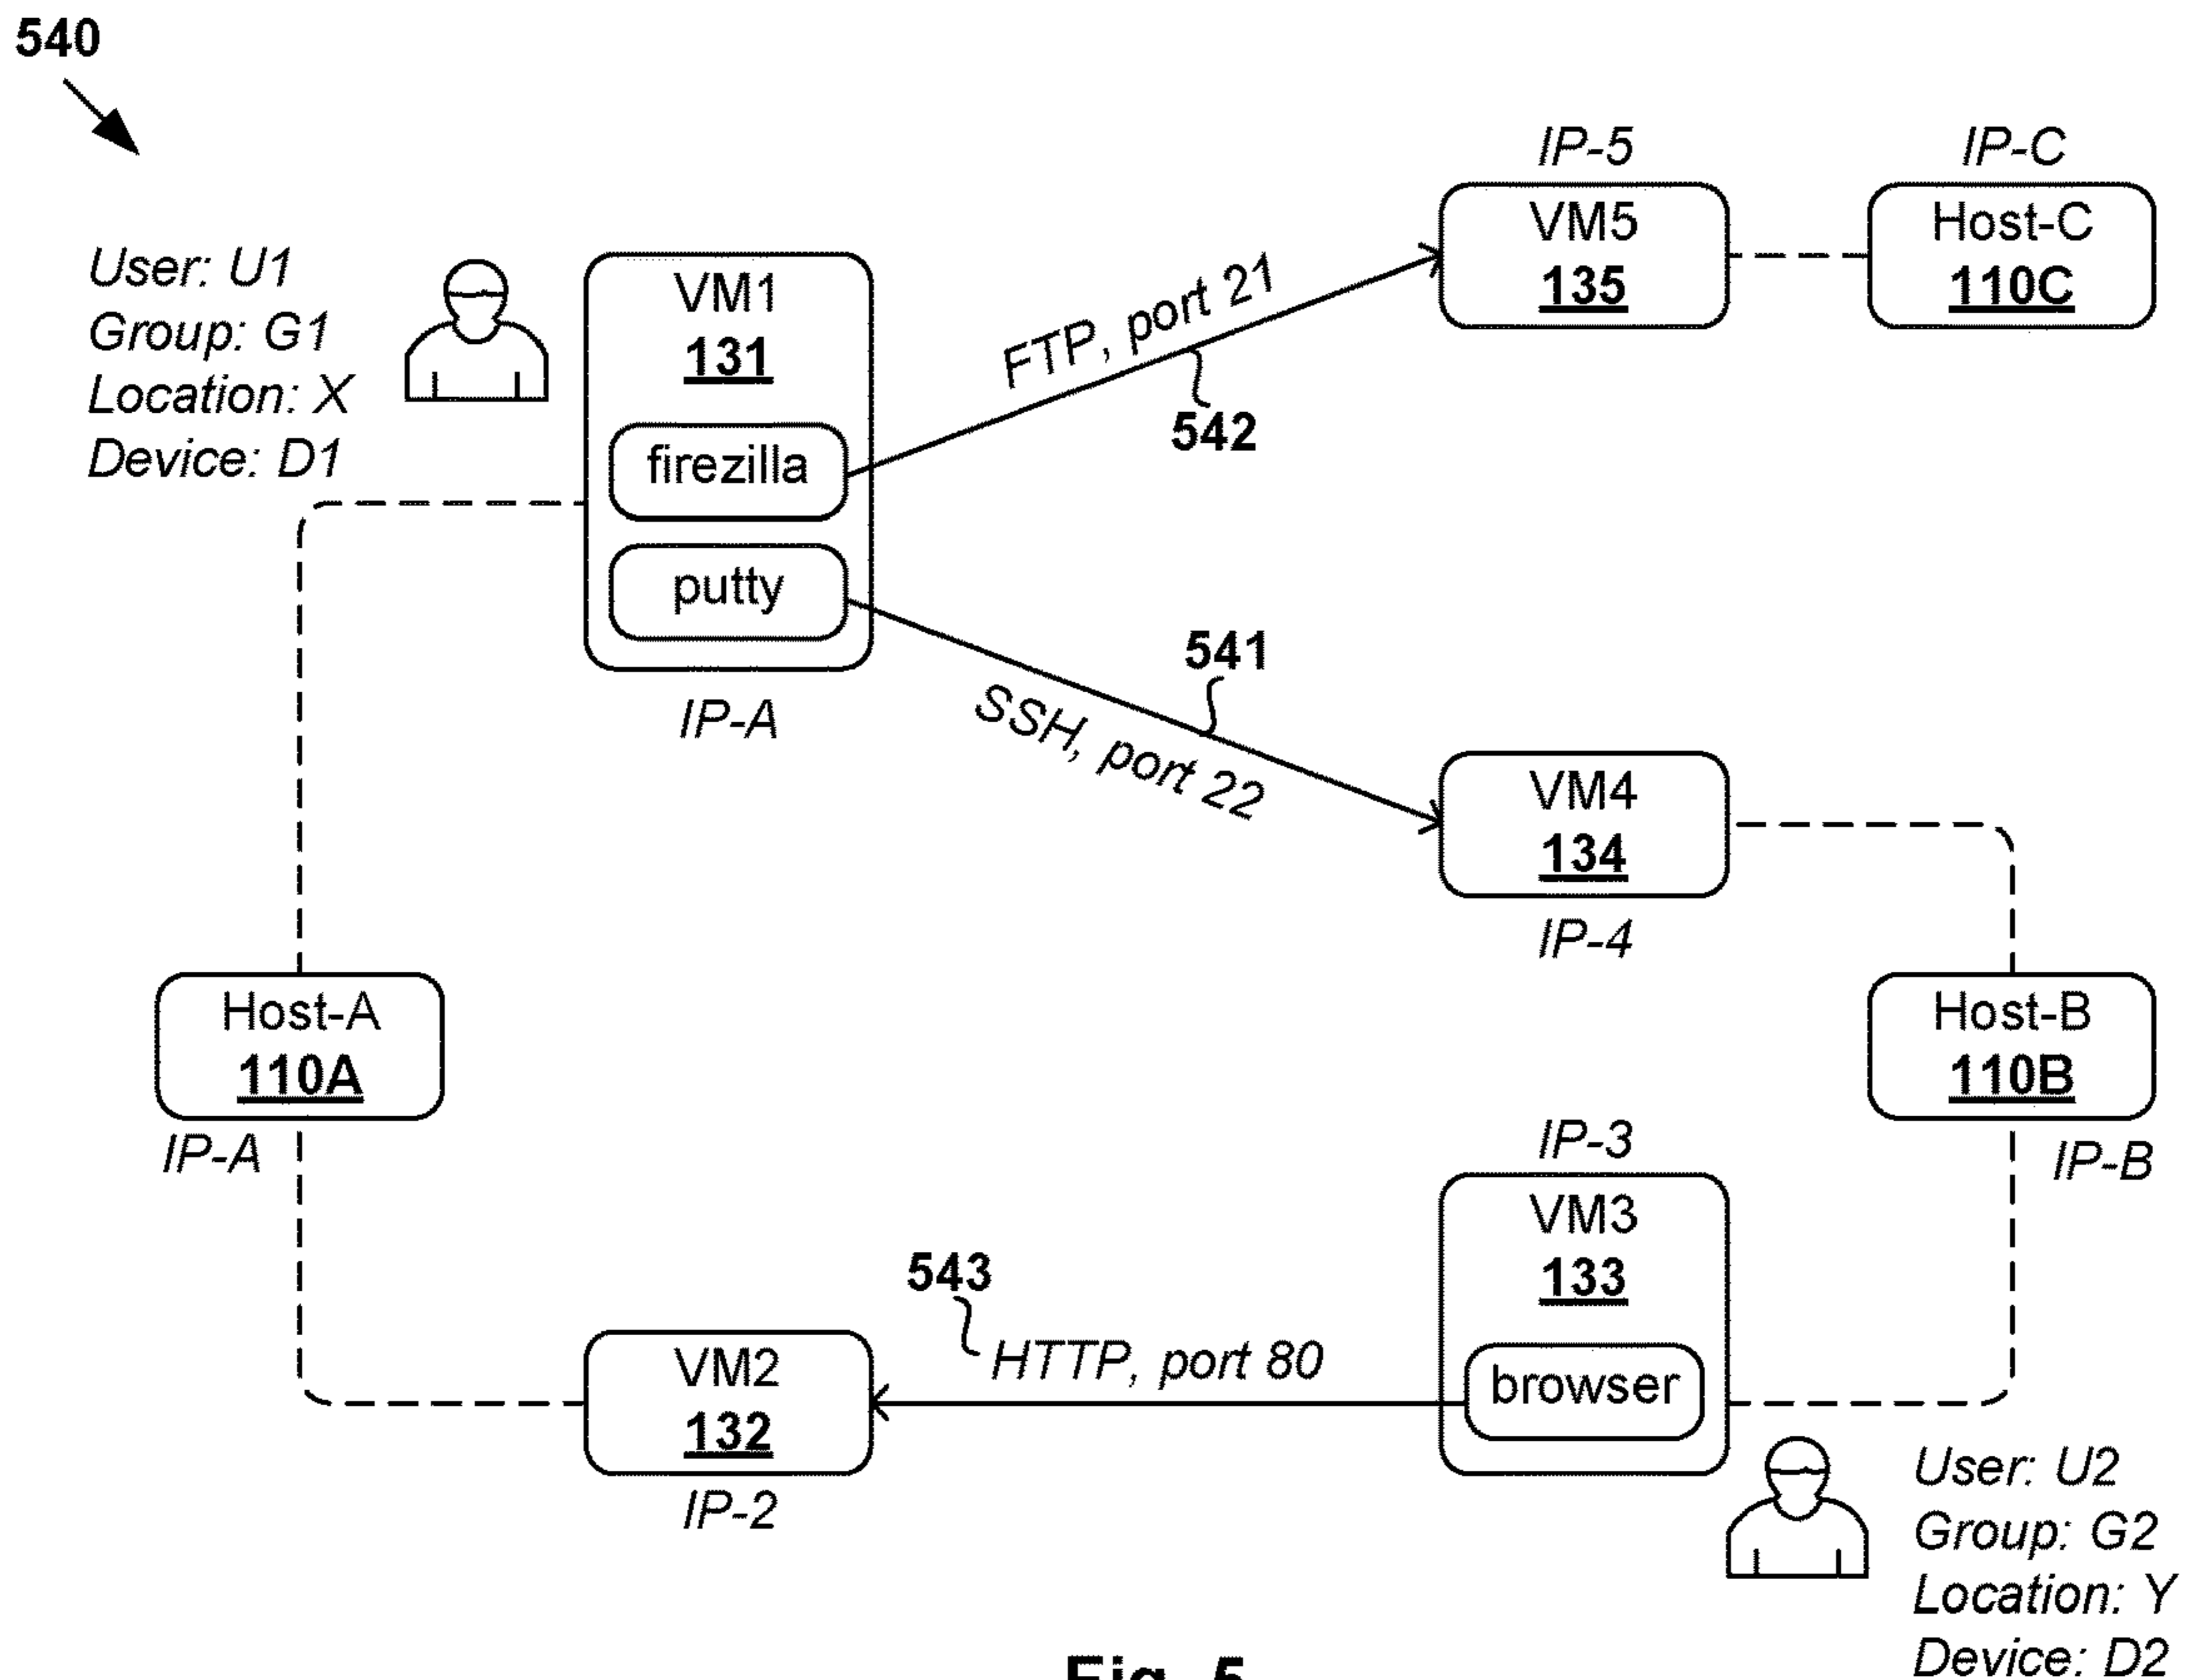 540
IP-5
IP-C
VM5
135
Host-C
110C
User: U1
Group: G1
Location: X
Device: D1
VM1
131
firezilla
putty
IP-A
FTP, port 21
542
541
SSH, port 22
VM4
134
IP-4
Host-A
110A
IP-A
Host-B
110B
IP-B
IP-3
VM3
133
browser
543
HTTP, port 80
VM2
132
IP-2
User: U2
Group: G2
Location: Y
Device: D2
Fig. 5